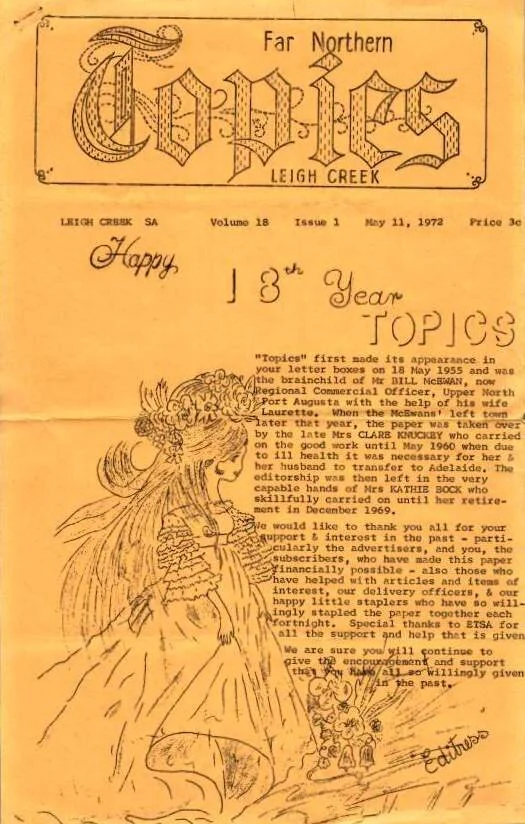 Far Northern
Topics
LEIGH CREEK
LEIGH CREEK SA Volume 18 Issue 1 May 11, 1972 Price 3c
Happy
18th Year
TOPICS
"Topics" first made its appearance in
your letter boxes on 18 May 1955 and was
the brainchild of Mr BILL McEWAN, now
Regional Commercial Officer, Upper North
Port Augusta with the help of his wife
Laurette. When the McEwans' left town
later that year, the paper was taken over
by the late Mrs CLARE KNUCKEY who carried
on the good work until May 1960 when due
to ill health it was necessary for her &
her husband to transfer to Adelaide. The
editorship was then left in the very
capable hands of Mrs KATHIE BOCK who
skillfully carried on until her retire-
ment in December 1969.
We would like to thank you all for your
support & interest in the past - parti-
cularly the advertisers, and you, the
subscribers, who have made this paper
financially possible - also those who
have helped with articles and items of
interest, our delivery officers, & our
happy little staplers who have so will-
ingly stapled the paper together each
fortnight. Special thanks to ETSA for
all the support and help that is given
We are sure you will continue to
give the encouragement and support
that you have all so willingly given
in the past.
Editress